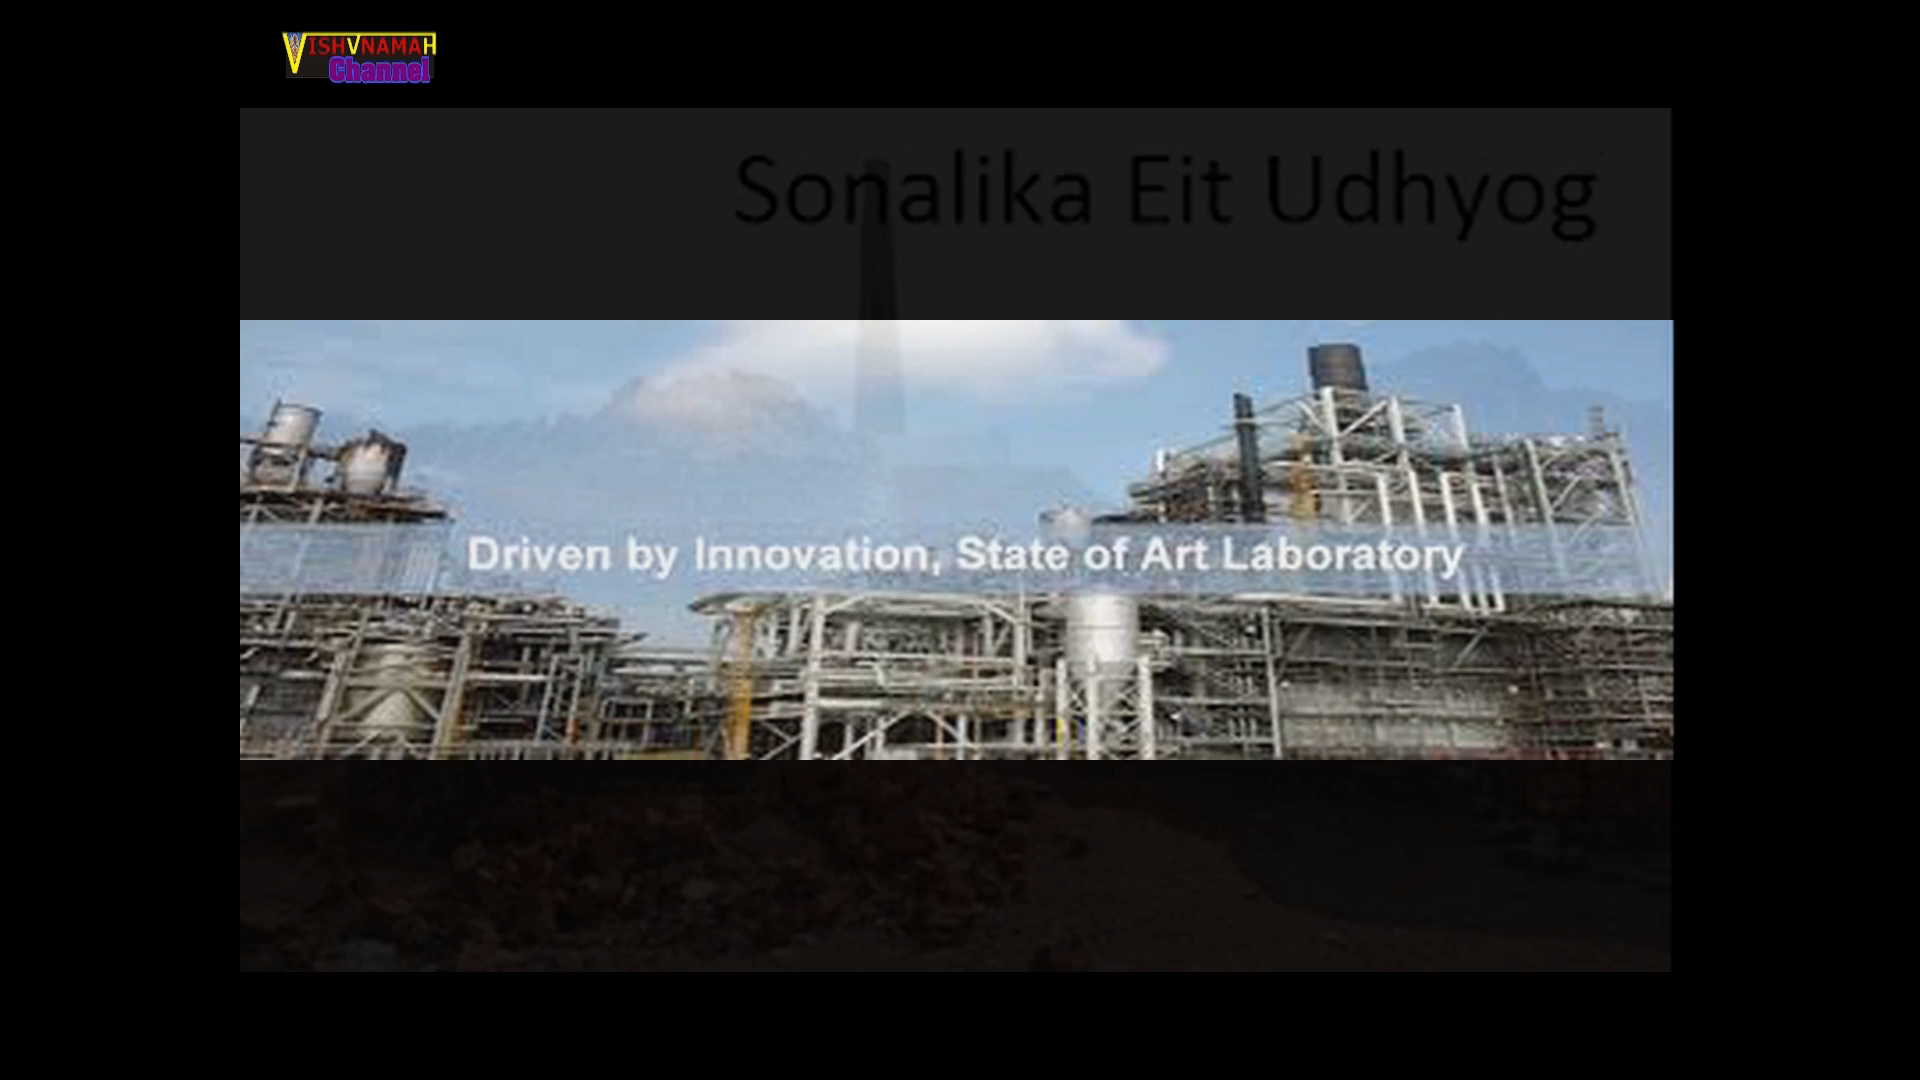 VISHVNAMAH
Channel
Sonalika Eit Udhyog
Driven by Innovation, State of Art Laboratory